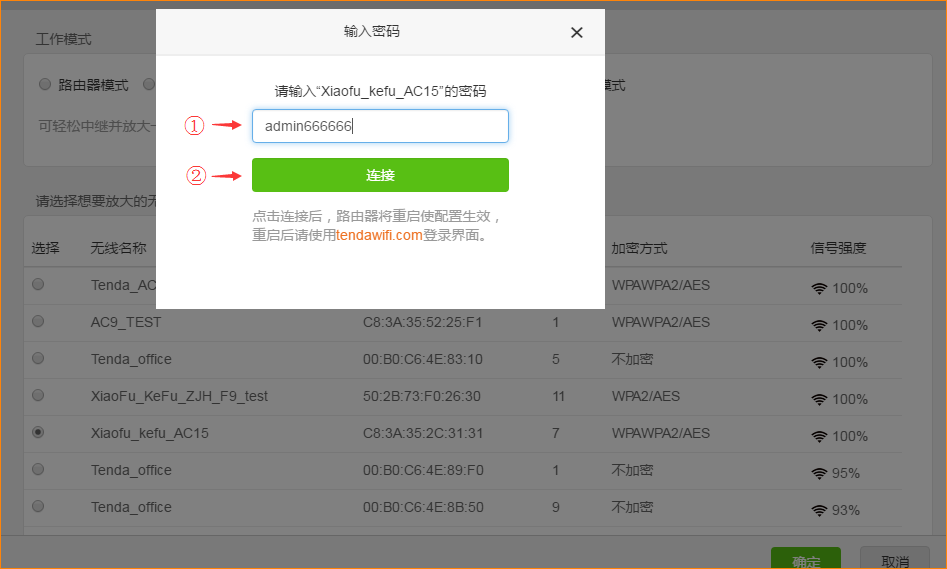 输入密码
×
工作模式
路由器模式
模式
可轻松中继并放大
请输入“Xiaofu_kefu_AC15”的密码
① admin666666
② 连接
点击连接后，路由器将重启使配置生效，
重启后请使用tendawifi.com登录界面。
请选择想要放大的无
选择 无线名称 加密方式 信号强度
Tenda_AC WPAWPA2/AES 100%
AC9_TEST C8:3A:35:52:25:F1 1 WPAWPA2/AES 100%
Tenda_office 00:B0:C6:4E:83:10 5 不加密 100%
XiaoFu_KeFu_ZJH_F9_test 50:2B:73:F0:26:30 11 WPA2/AES 100%
Xiaofu_kefu_AC15 C8:3A:35:2C:31:31 7 WPAWPA2/AES 100%
Tenda_office 00:B0:C6:4E:89:F0 1 不加密 95%
Tenda_office 00:B0:C6:4E:8B:50 9 不加密 93%
确定 取消